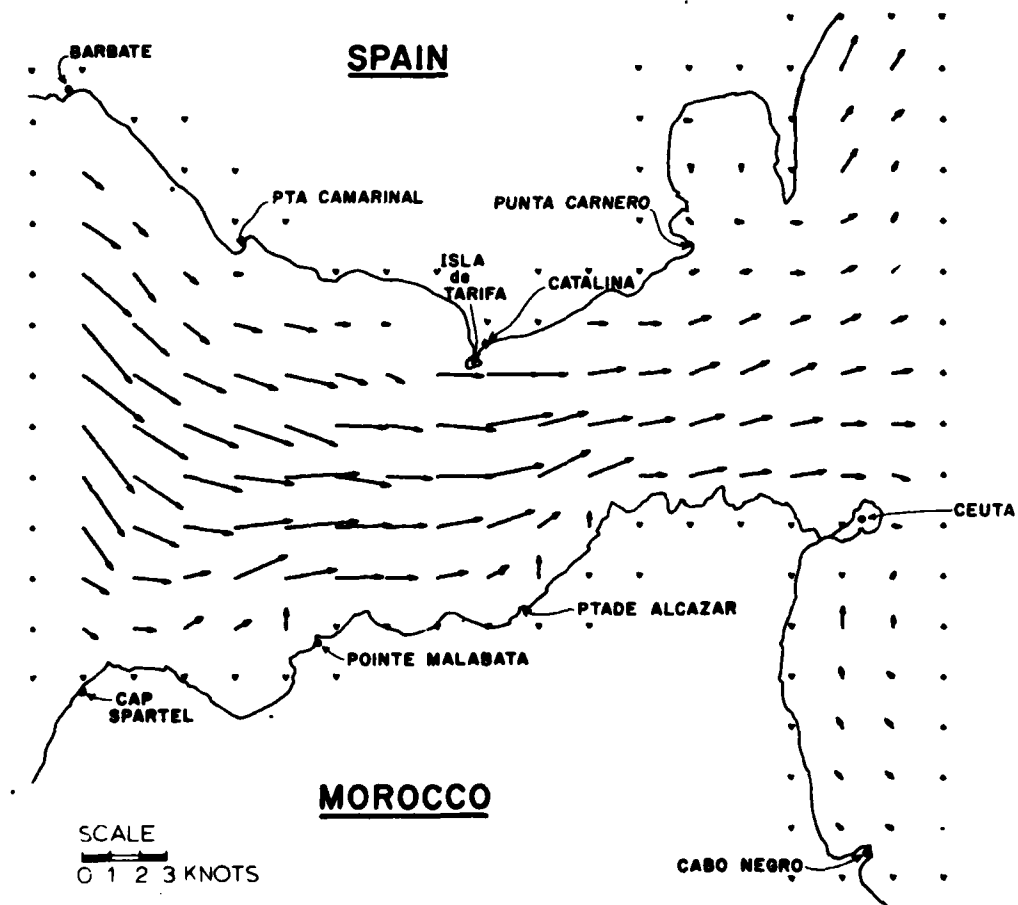 BARBATE
SPAIN
PTA CAMARINAL
PUNTA CARNERO
ISLA
de
TARIFA
CATALINA
CEUTA
PTADE ALCAZAR
POINTE MALABATA
CAP
SPARTEL
MOROCCO
SCALE
0 1 2 3 KNOTS
CABO NEGRO